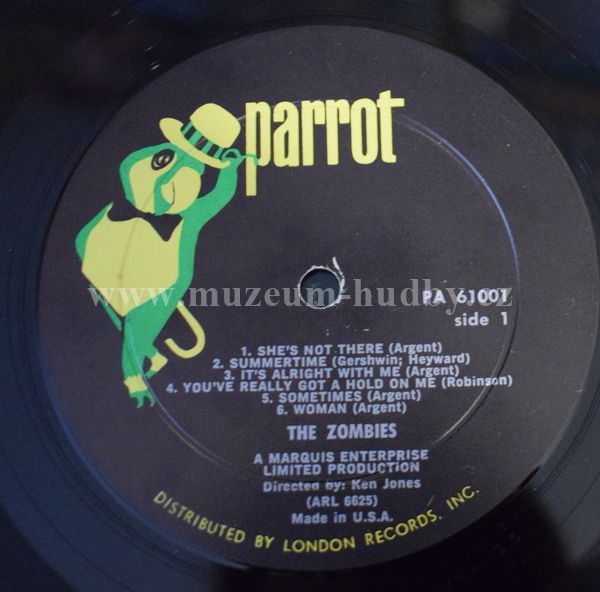 parrot
www.muzeum-hudby.cz
PA 61001
side 1
1. SHE'S NOT THERE (Argent)
2. SUMMERTIME (Gershwin; Heyward)
3. IT'S ALRIGHT WITH ME (Argent)
4. YOU'VE REALLY GOT A HOLD ON ME (Robinson)
5. SOMETIMES (Argent)
6. WOMAN (Argent)
THE ZOMBIES
A MARQUIS ENTERPRISE
LIMITED PRODUCTION
Directed by: Ken Jones
(ARL 6625)
Made in U.S.A.
DISTRIBUTED BY LONDON RECORDS, INC.